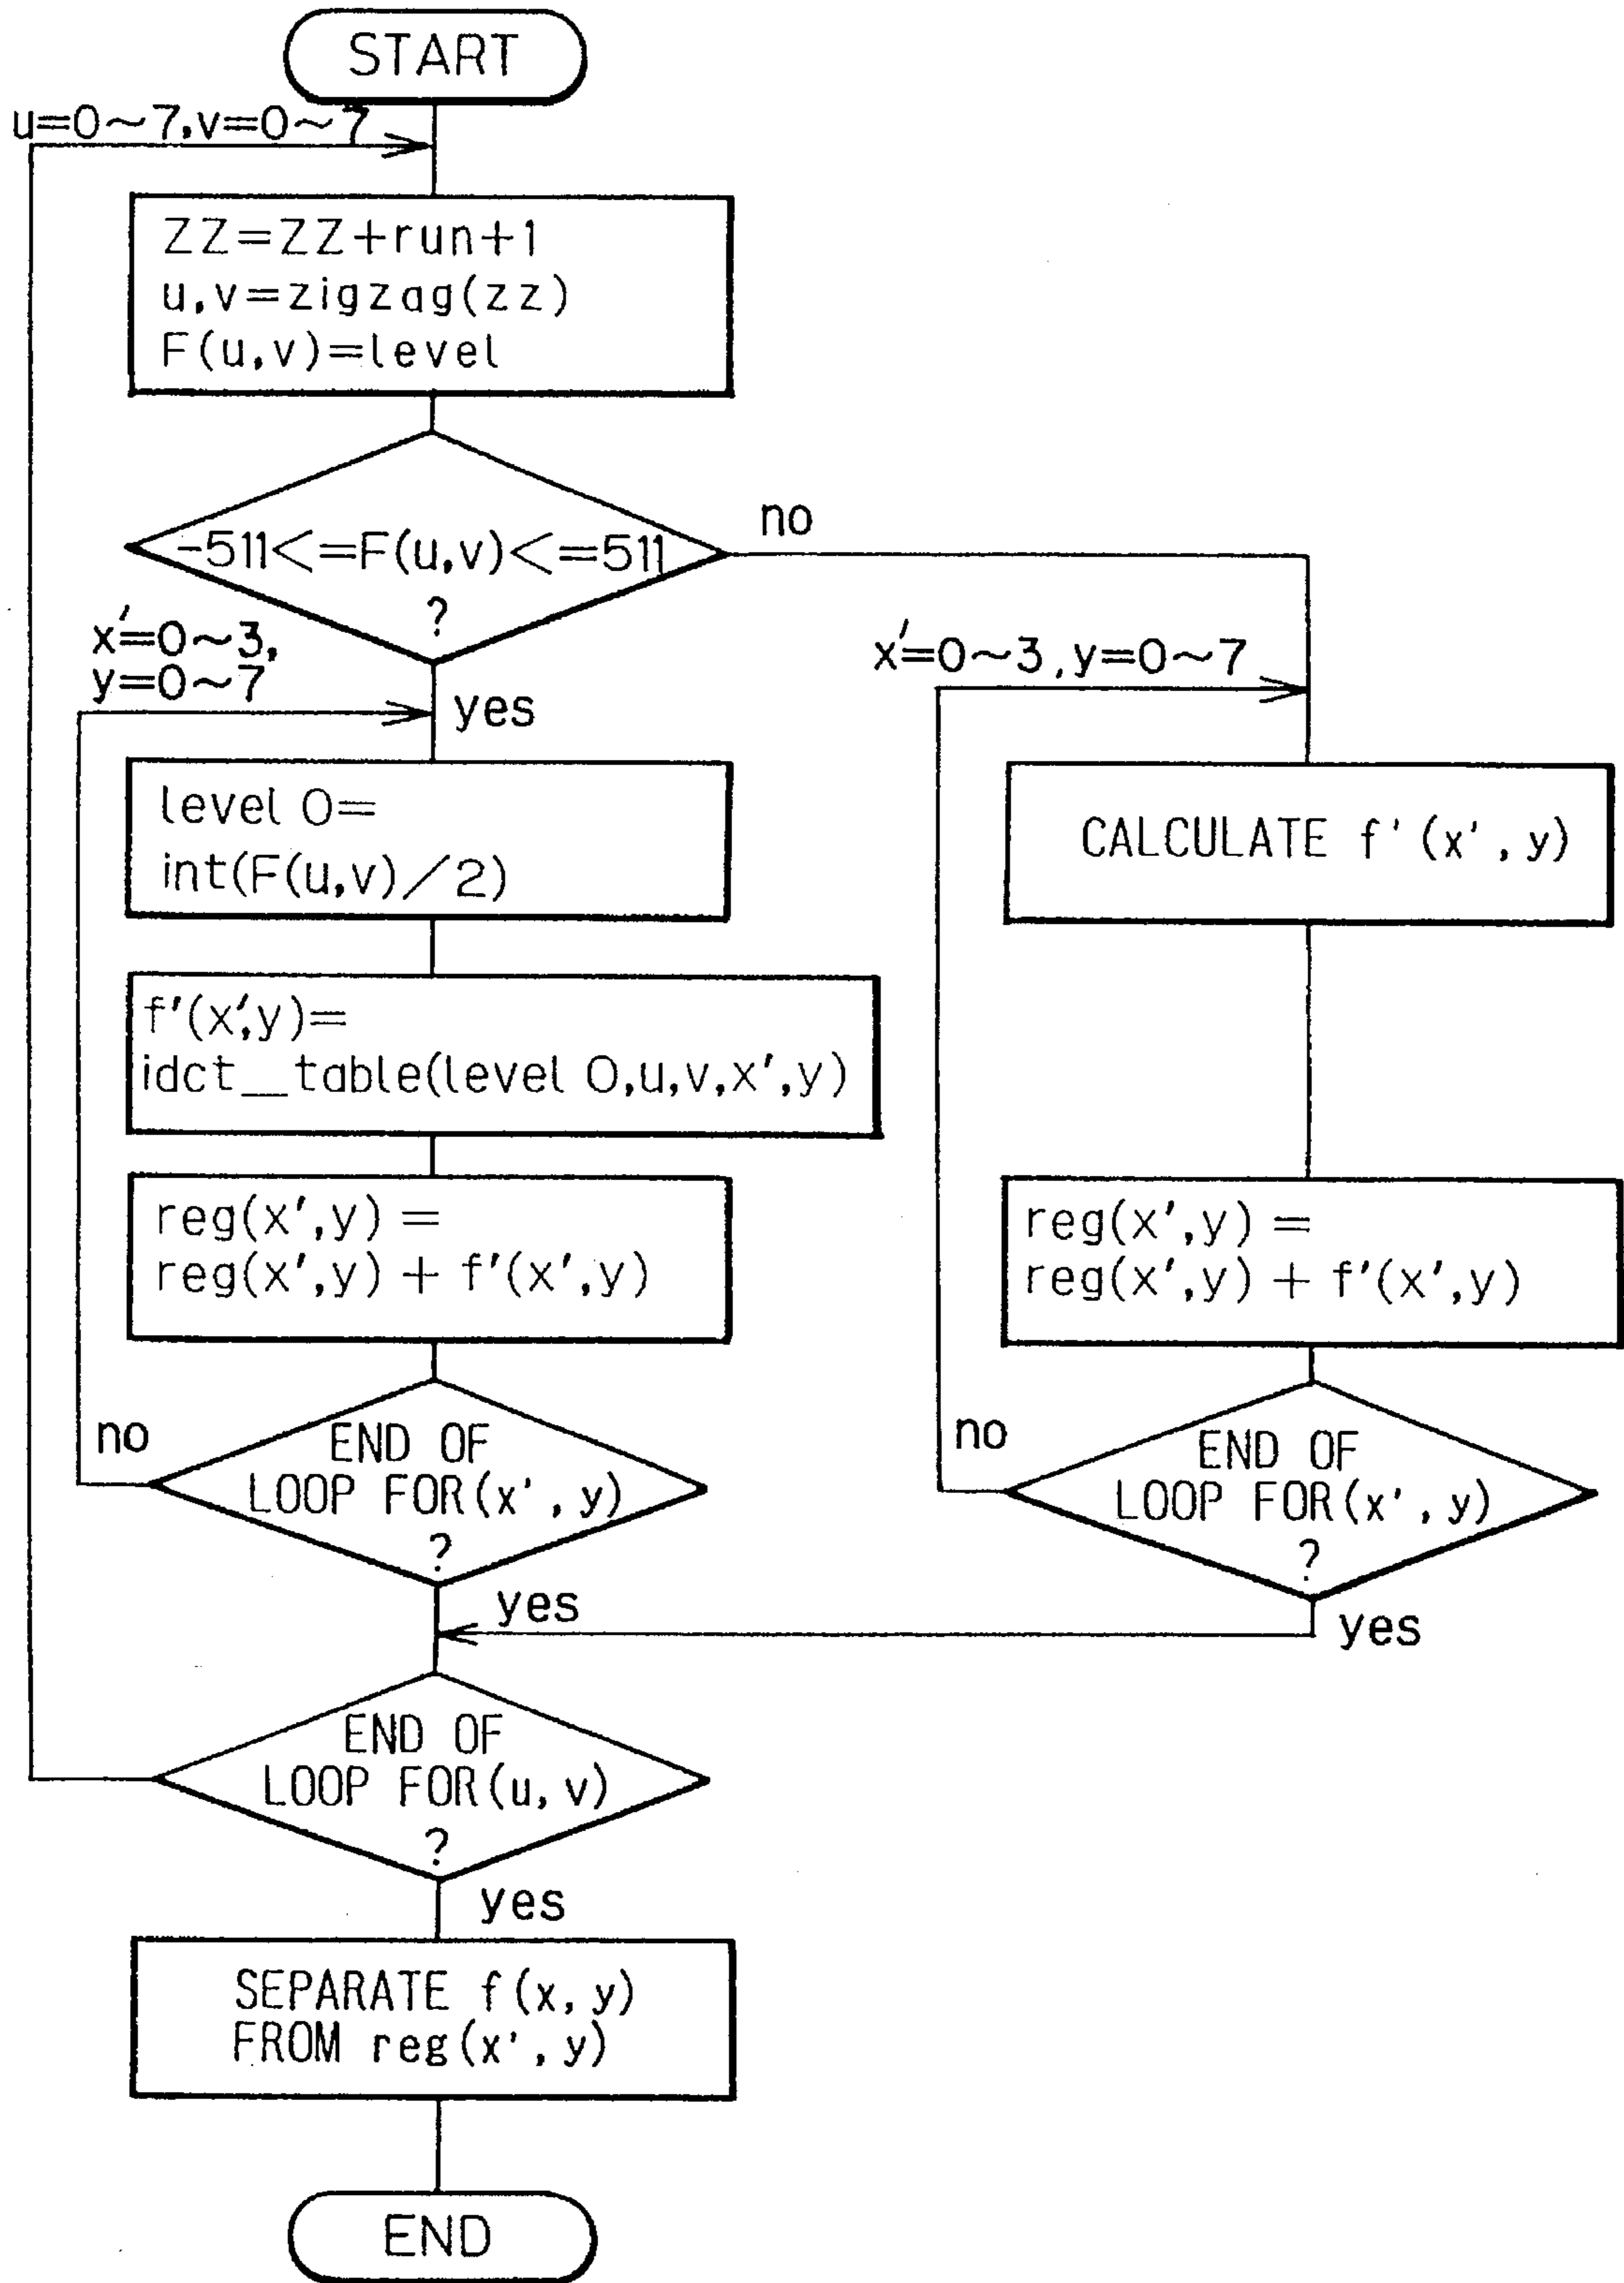 START
u=0~7,v=0~7
ZZ=ZZ+run+1
u,v=zigzag(zz)
F(u,v)=level
-511<=F(u,v)<=511
?
no
x'=0~3,
y=0~7
yes
x'=0~3,y=0~7
level 0=
int(F(u,v)/2)
CALCULATE f'(x',y)
f'(x',y)=
idct__table(level 0,u,v,x',y)
reg(x',y) =
reg(x',y) + f'(x',y)
reg(x',y) =
reg(x',y) + f'(x',y)
no
END OF
LOOP FOR(x',y)
?
yes
no
END OF
LOOP FOR(x',y)
?
yes
END OF
LOOP FOR(u,v)
?
yes
SEPARATE f(x,y)
FROM reg(x',y)
END